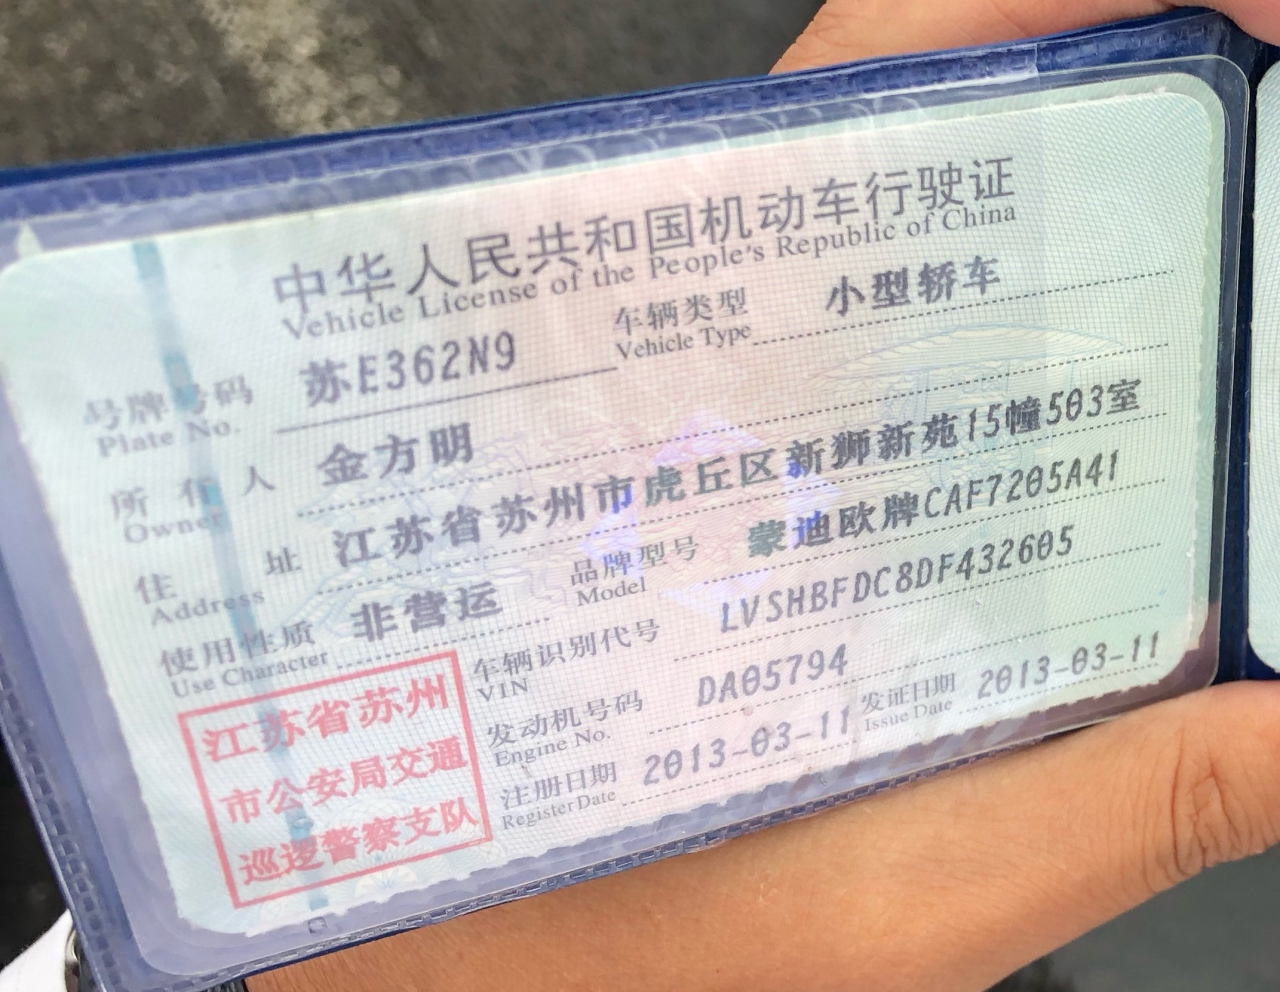 中华人民共和国机动车行驶证
Vehicle License of the People's Republic of China
号牌号码 苏E362N9 车辆类型 小型轿车
Plate No. Vehicle Type
所有人 金方明
Owner
住址 江苏省苏州市虎丘区新狮新苑15幢503室
Address
使用性质 非营运 品牌型号 蒙迪欧牌CAF7205A41
Use Character Model
车辆识别代号 LVSHBFDC8DF432605
VIN
发动机号码 DA05794
Engine No.
注册日期 2013-03-11 发证日期 2013-03-11
Register Date Issue Date
江苏省苏州
市公安局交通
巡逻警察支队